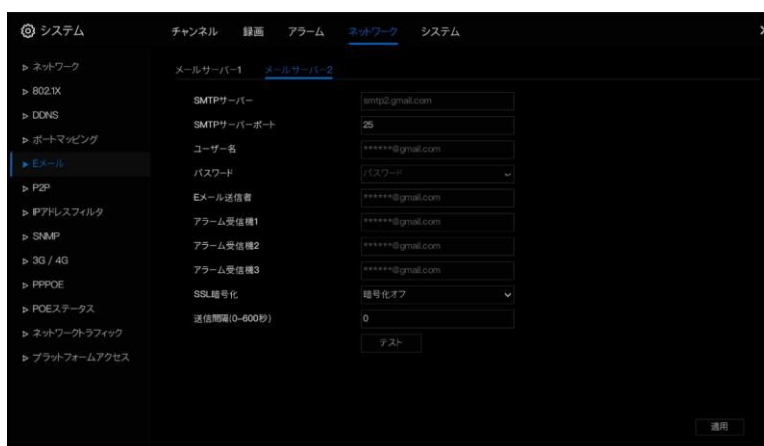 システム
チャンネル 録画 アラーム ネットワーク システム
ネットワーク
802.1X
DDNS
ポートマッピング
Eメール
P2P
IPアドレスフィルタ
SNMP
3G / 4G
PPPOE
POEステータス
ネットワークトラフィック
プラットフォームアクセス
メールサーバー1 メールサーバー2
SMTPサーバー smtp2.gmail.com
SMTPサーバーポート 25
ユーザー名 ******@gmail.com
パスワード パスワード
Eメール送信者 ******@gmail.com
アラーム受信機1 ******@gmail.com
アラーム受信機2 ******@gmail.com
アラーム受信機3 ******@gmail.com
SSL暗号化 暗号化オフ
送信間隔(0-600秒) 0
テスト
適用